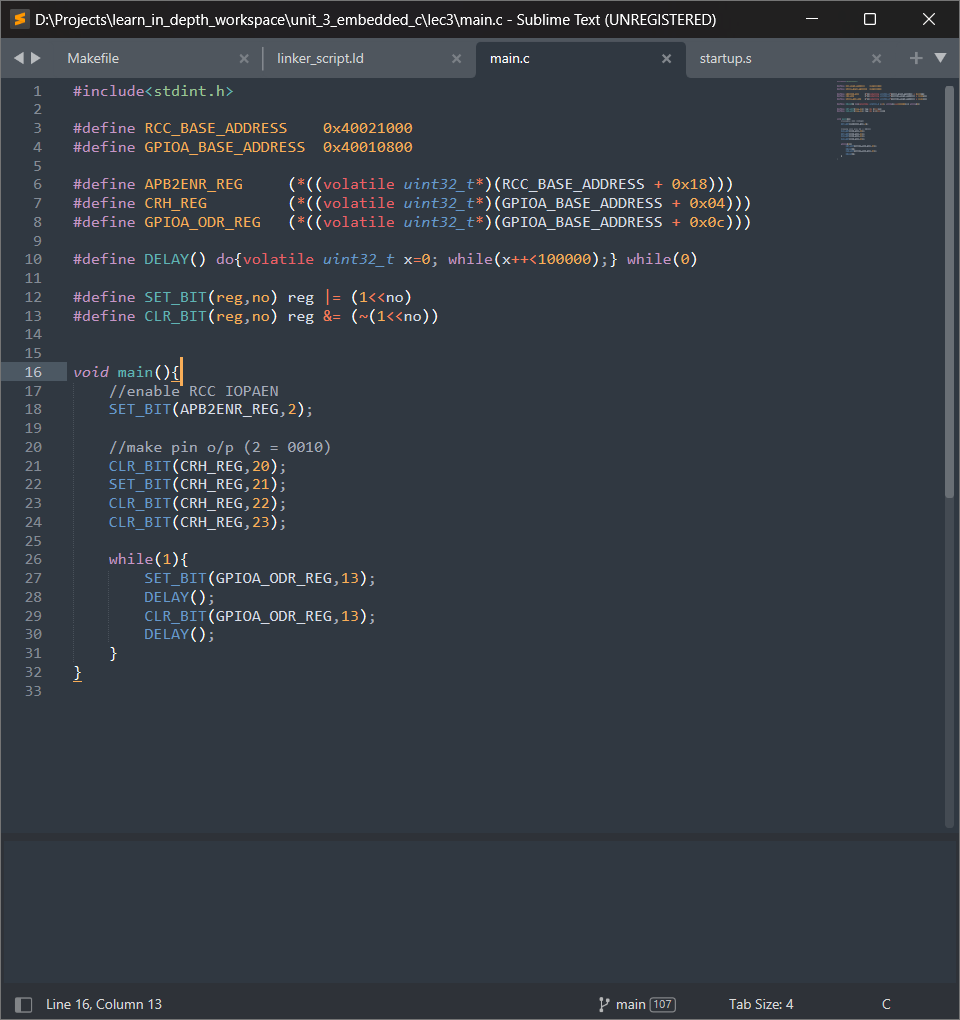 D:\Projects\learn_in_depth_workspace\unit_3_embedded_c\lec3\main.c - Sublime Text (UNREGISTERED)
Makefile linker_script.ld main.c startup.s
1 #include<stdint.h>
2
3 #define RCC_BASE_ADDRESS    0x40021000
4 #define GPIOA_BASE_ADDRESS  0x40010800
5
6 #define APB2ENR_REG     (*((volatile uint32_t*)(RCC_BASE_ADDRESS + 0x18)))
7 #define CRH_REG         (*((volatile uint32_t*)(GPIOA_BASE_ADDRESS + 0x04)))
8 #define GPIOA_ODR_REG   (*((volatile uint32_t*)(GPIOA_BASE_ADDRESS + 0x0c)))
9
10 #define DELAY() do{volatile uint32_t x=0; while(x++<100000);} while(0)
11
12 #define SET_BIT(reg,no) reg |= (1<<no)
13 #define CLR_BIT(reg,no) reg &= (~(1<<no))
14
15
16 void main(){
17     //enable RCC IOPAEN
18     SET_BIT(APB2ENR_REG,2);
19
20     //make pin o/p (2 = 0010)
21     CLR_BIT(CRH_REG,20);
22     SET_BIT(CRH_REG,21);
23     CLR_BIT(CRH_REG,22);
24     CLR_BIT(CRH_REG,23);
25
26     while(1){
27         SET_BIT(GPIOA_ODR_REG,13);
28         DELAY();
29         CLR_BIT(GPIOA_ODR_REG,13);
30         DELAY();
31     }
32 }
33
Line 16, Column 13 main 107 Tab Size: 4 C